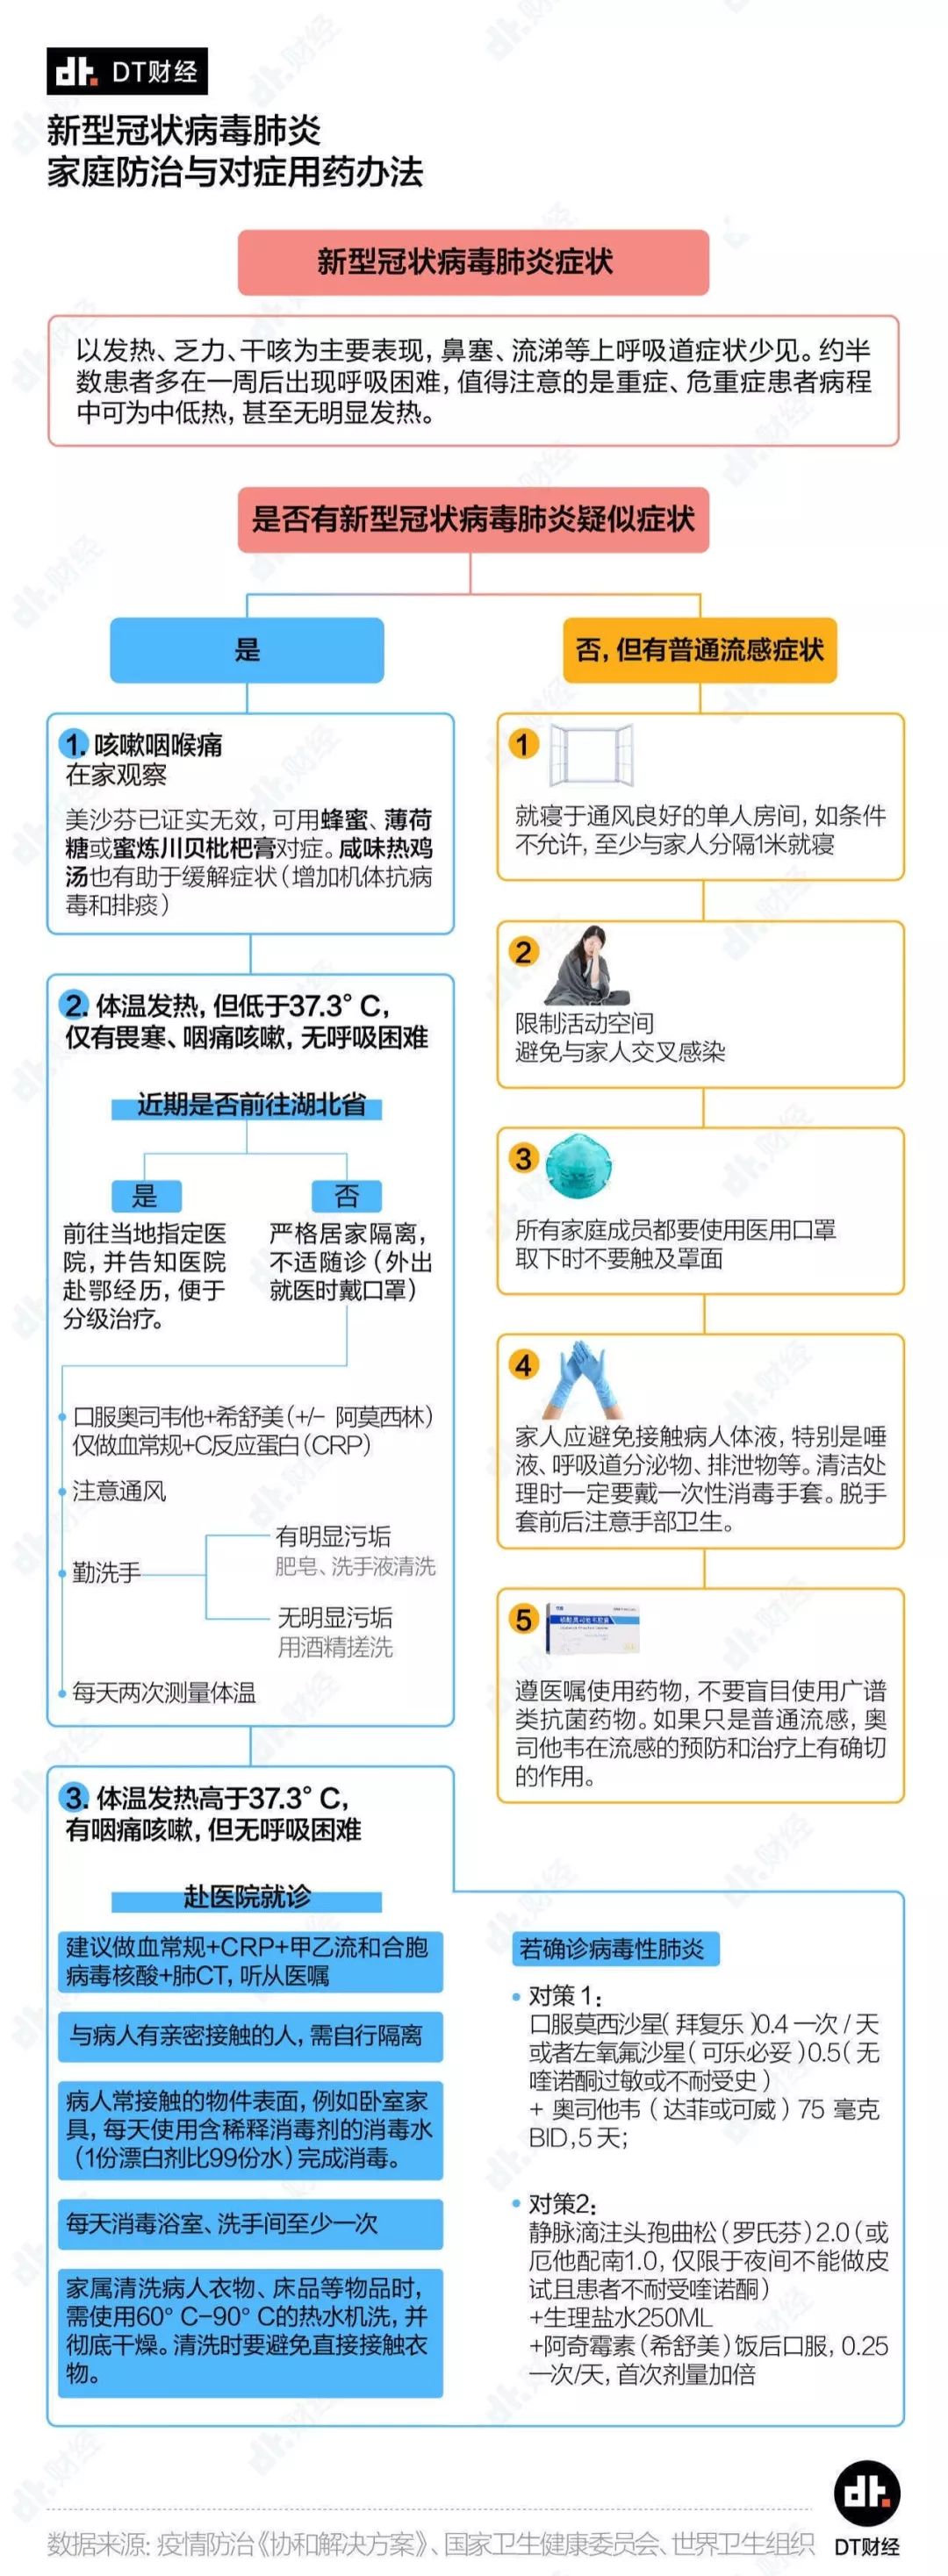 dt. DT财经
新型冠状病毒肺炎
家庭防治与对症用药办法
新型冠状病毒肺炎症状
以发热、乏力、干咳为主要表现，鼻塞、流涕等上呼吸道症状少见。约半
数患者多在一周后出现呼吸困难，值得注意的是重症、危重症患者病程
中可为中低热，甚至无明显发热。
是否有新型冠状病毒肺炎疑似症状
是
1. 咳嗽咽喉痛
在家观察
美沙芬已证实无效，可用蜂蜜、薄荷
糖或蜜炼川贝枇杷膏对症。咸味热鸡
汤也有助于缓解症状（增加机体抗病
毒和排痰）
2. 体温发热，但低于37.3° C，
仅有畏寒、咽痛咳嗽，无呼吸困难
近期是否前往湖北省
是
前往当地指定医
院，并告知医院
赴鄂经历，便于
分级治疗。
否
严格居家隔离，
不适随诊（外出
就医时戴口罩）
口服奥司韦他+希舒美（+/- 阿莫西林）
仅做血常规+C反应蛋白（CRP）
注意通风
勤洗手
有明显污垢
肥皂、洗手液清洗
无明显污垢
用酒精搓洗
每天两次测量体温
3. 体温发热高于37.3° C，
有咽痛咳嗽，但无呼吸困难
赴医院就诊
建议做血常规+CRP+甲乙流和合胞
病毒核酸+肺CT，听从医嘱
与病人有亲密接触的人，需自行隔离
病人常接触的物件表面，例如卧室家
具，每天使用含稀释消毒剂的消毒水
（1份漂白剂比99份水）完成消毒。
每天消毒浴室、洗手间至少一次
家属清洗病人衣物、床品等物品时，
需使用60° C-90° C的热水机洗，并
彻底干燥。清洗时要避免直接接触衣
物。
若确诊病毒性肺炎
对策 1：
口服莫西沙星（ 拜复乐 ）0.4 一次 / 天
或者左氧氟沙星（ 可乐必妥 ）0.5（ 无
喹诺酮过敏或不耐受史 ）
+ 奥司他韦（ 达菲或可威 ）75 毫克
BID，5 天；
对策2：
静脉滴注头孢曲松（罗氏芬）2.0（或
厄他配南1.0，仅限于夜间不能做皮
试且患者不耐受喹诺酮）
+生理盐水250ML
+阿奇霉素（希舒美）饭后口服，0.25
一次/天，首次剂量加倍
否，但有普通流感症状
1
就寝于通风良好的单人房间，如条件
不允许，至少与家人分隔1米就寝
2
限制活动空间
避免与家人交叉感染
3
所有家庭成员都要使用医用口罩
取下时不要触及罩面
4
家人应避免接触病人体液，特别是唾
液、呼吸道分泌物、排泄物等。清洁处
理时一定要戴一次性消毒手套。脱手
套前后注意手部卫生。
5
遵医嘱使用药物，不要盲目使用广谱
类抗菌药物。如果只是普通流感，奥
司他韦在流感的预防和治疗上有确切
的作用。
数据来源：疫情防治《协和解决方案》、国家卫生健康委员会、世界卫生组织
dt.
DT财经